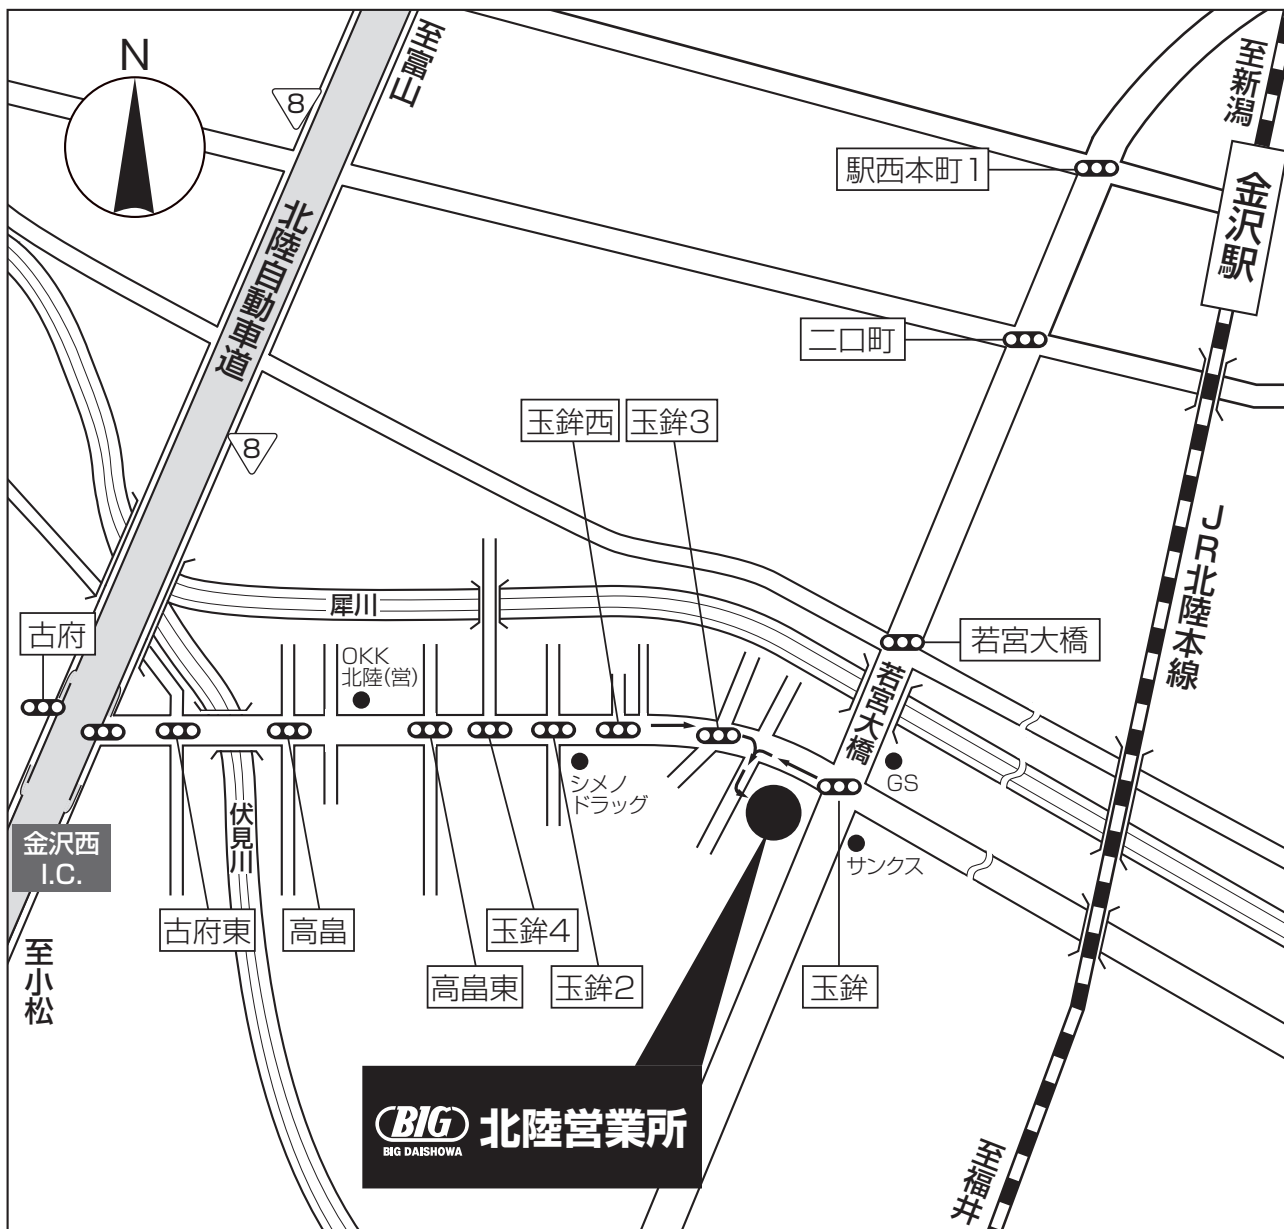 N
至富山
8
至新潟
駅西本町1
金沢駅
北陸自動車道
二口町
玉鉾西
玉鉾3
8
JR北陸本線
犀川
古府
OKK
北陸(営)
若宮大橋
若宮大橋
シメノ
ドラッグ
GS
伏見川
金沢西
I.C.
サンクス
古府東
高畠
玉鉾4
至小松
高畠東
玉鉾2
玉鉾
BIG
BIG DAISHOWA
北陸営業所
至福井